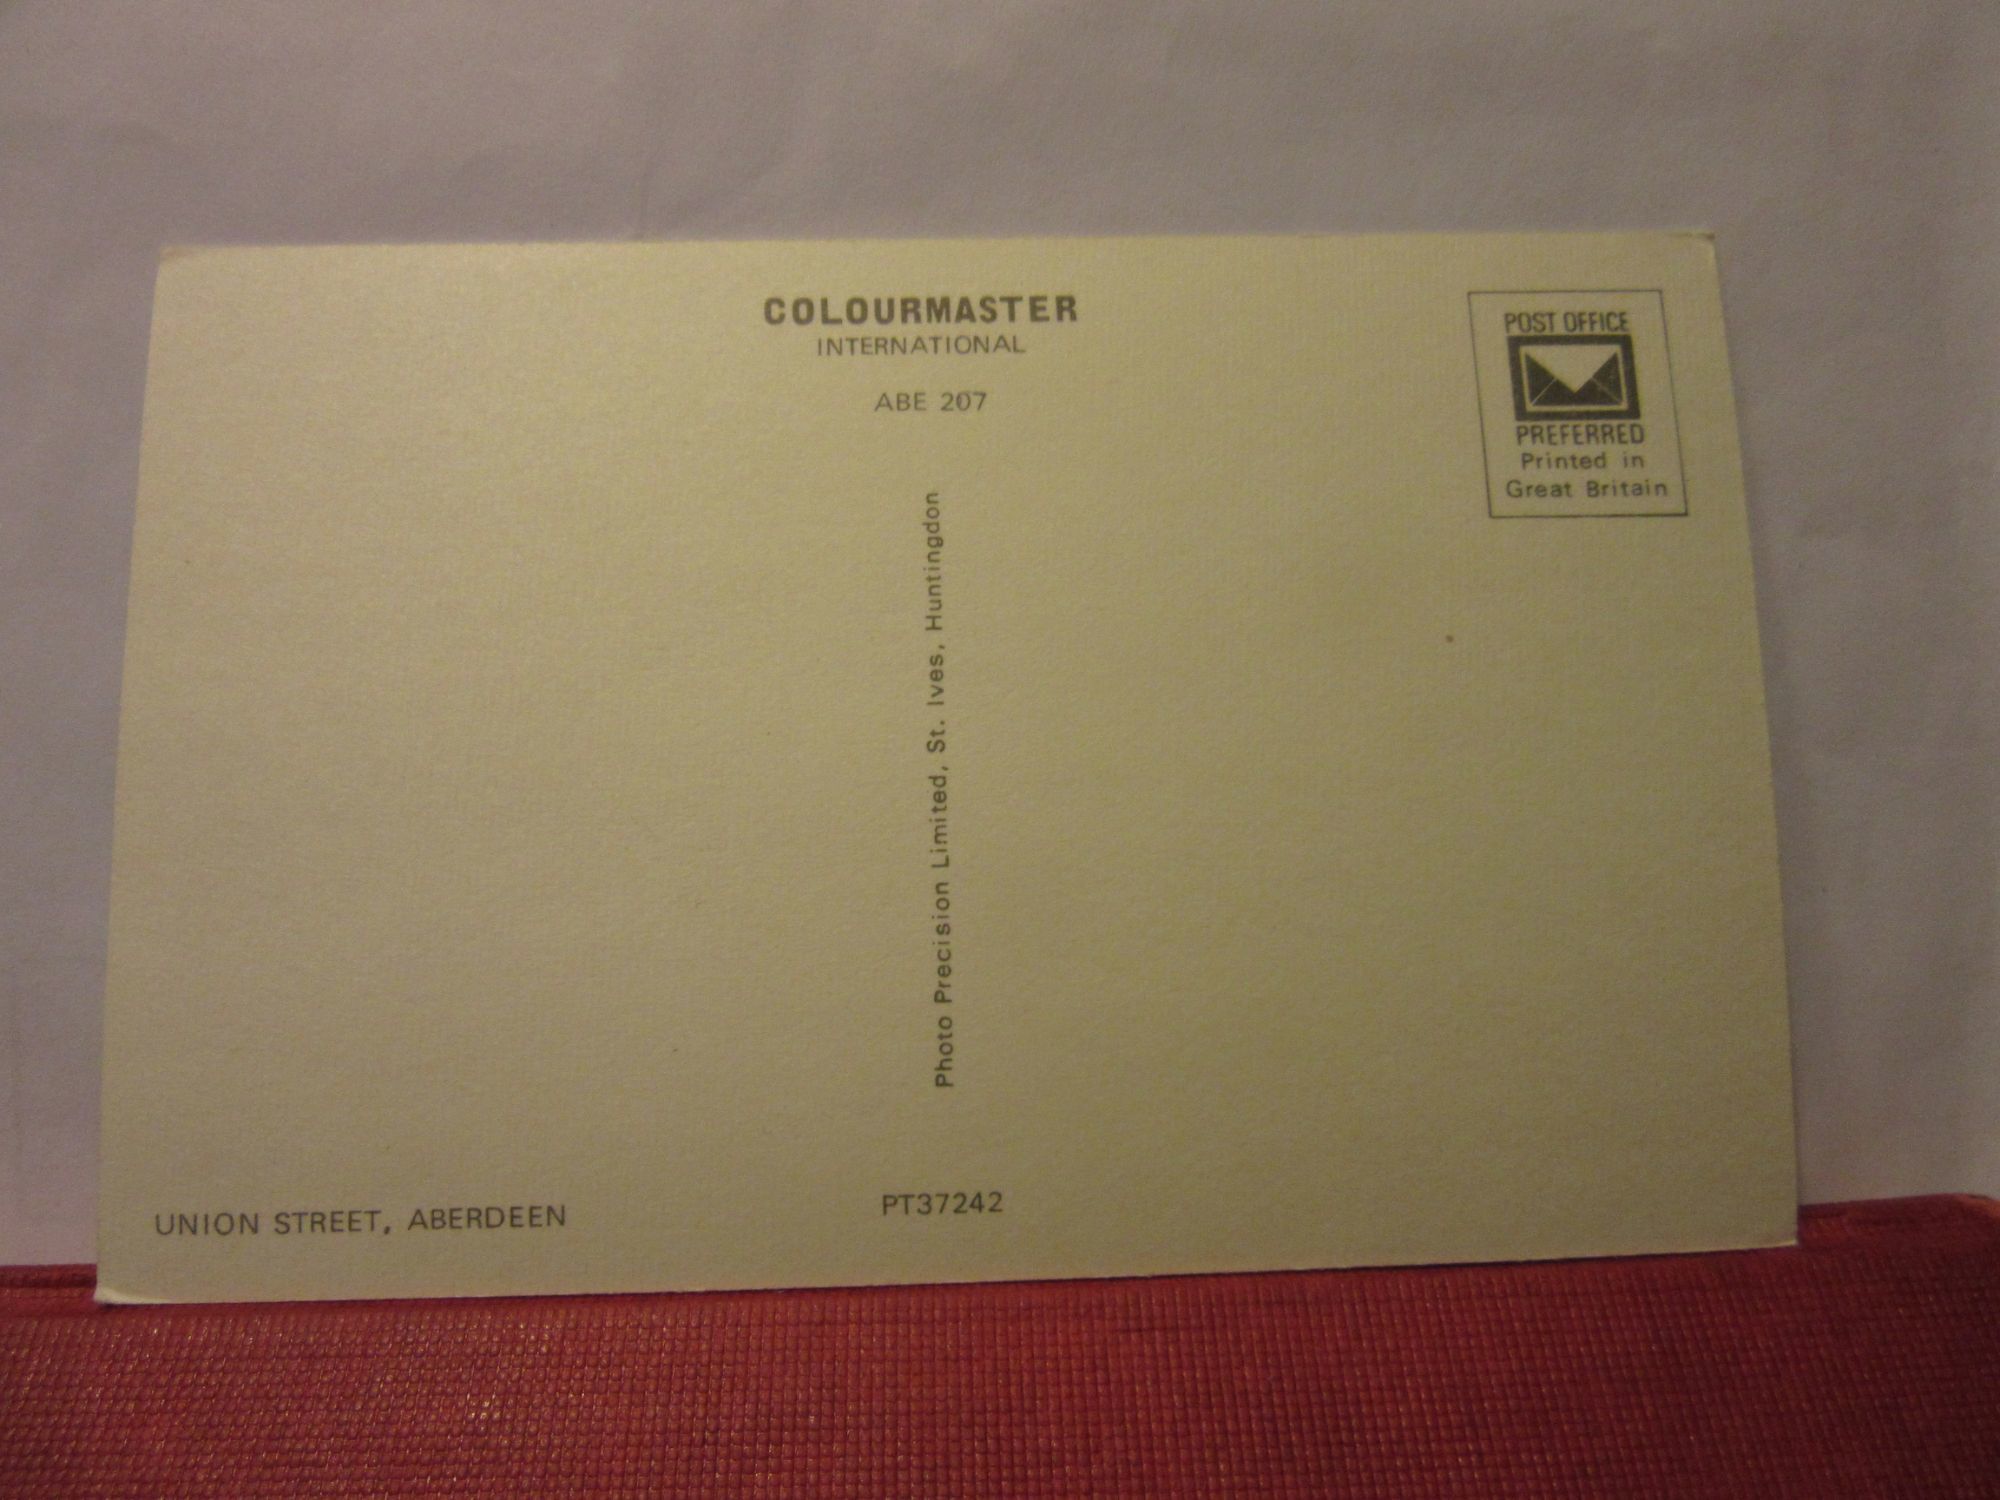 COLOURMASTER
INTERNATIONAL
ABE 207
POST OFFICE
PREFERRED
Printed in
Great Britain
Photo Precision Limited, St. Ives, Huntingdon
UNION STREET, ABERDEEN
PT37242